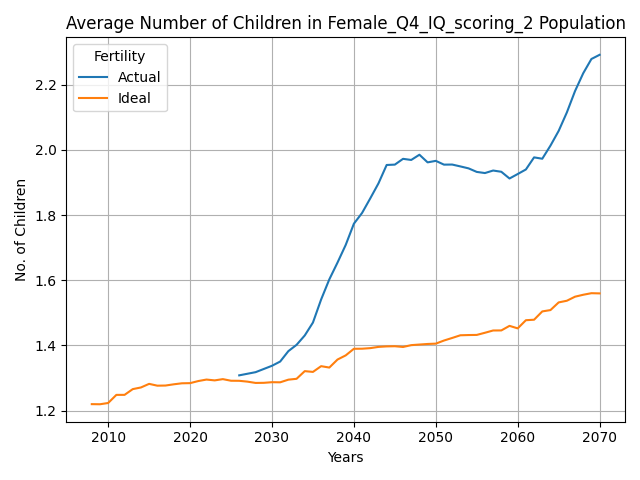 Average Number of Children in Female_Q4_IQ_scoring_2 Population
Fertility
Actual
Ideal
2.2
2.0
1.8
1.6
1.4
1.2
No. of Children
2010 2020 2030 2040 2050 2060 2070
Years